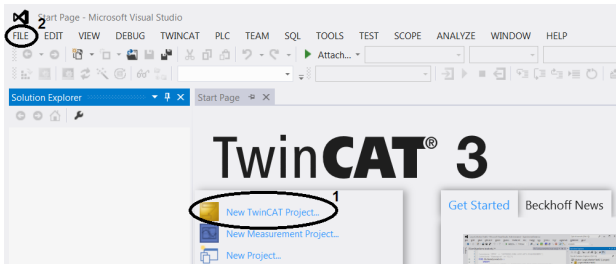 Start Page - Microsoft Visual Studio
2
FILE EDIT VIEW DEBUG TWINCAT PLC TEAM SQL TOOLS TEST SCOPE ANALYZE WINDOW HELP
Attach...
Solution Explorer
Start Page
TwinCAT® 3
1
New TwinCAT Project...
New Measurement Project...
New Project...
Get Started Beckhoff News